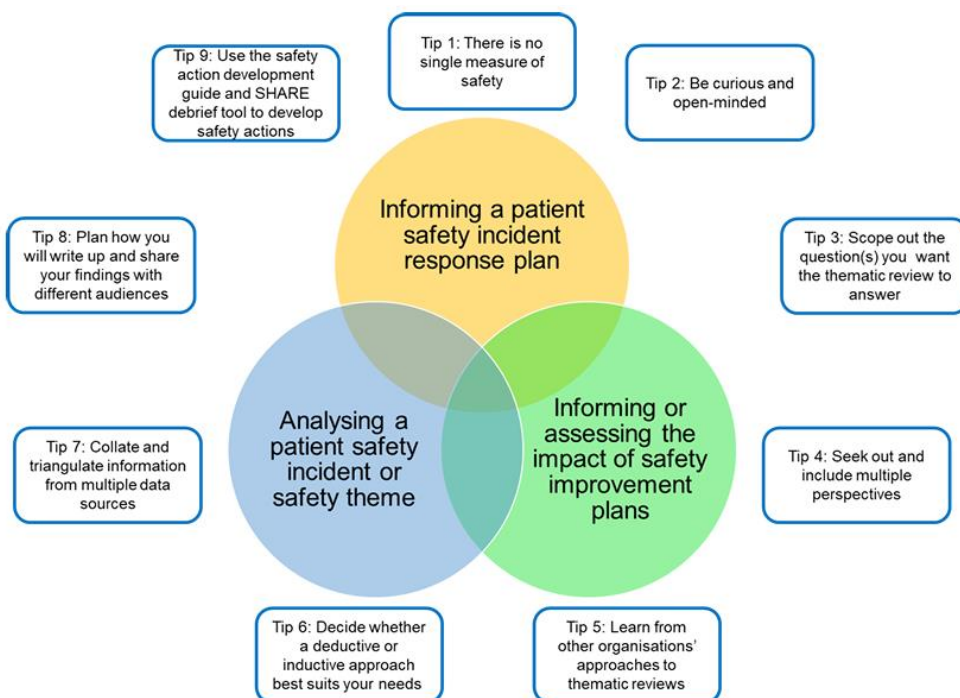 Tip 1: There is no
single measure of
safety
Tip 2: Be curious and
open-minded
Tip 3: Scope out the
question(s) you want
the thematic review to
answer
Tip 4: Seek out and
include multiple
perspectives
Tip 5: Learn from
other organisations'
approaches to
thematic reviews
Tip 6: Decide whether
a deductive or
inductive approach
best suits your needs
Tip 7: Collate and
triangulate information
from multiple data
sources
Tip 8: Plan how you
will write up and share
your findings with
different audiences
Tip 9: Use the safety
action development
guide and SHARE
debrief tool to develop
safety actions
Informing a patient
safety incident
response plan
Analysing a
patient safety
incident or
safety theme
Informing or
assessing the
impact of safety
improvement
plans